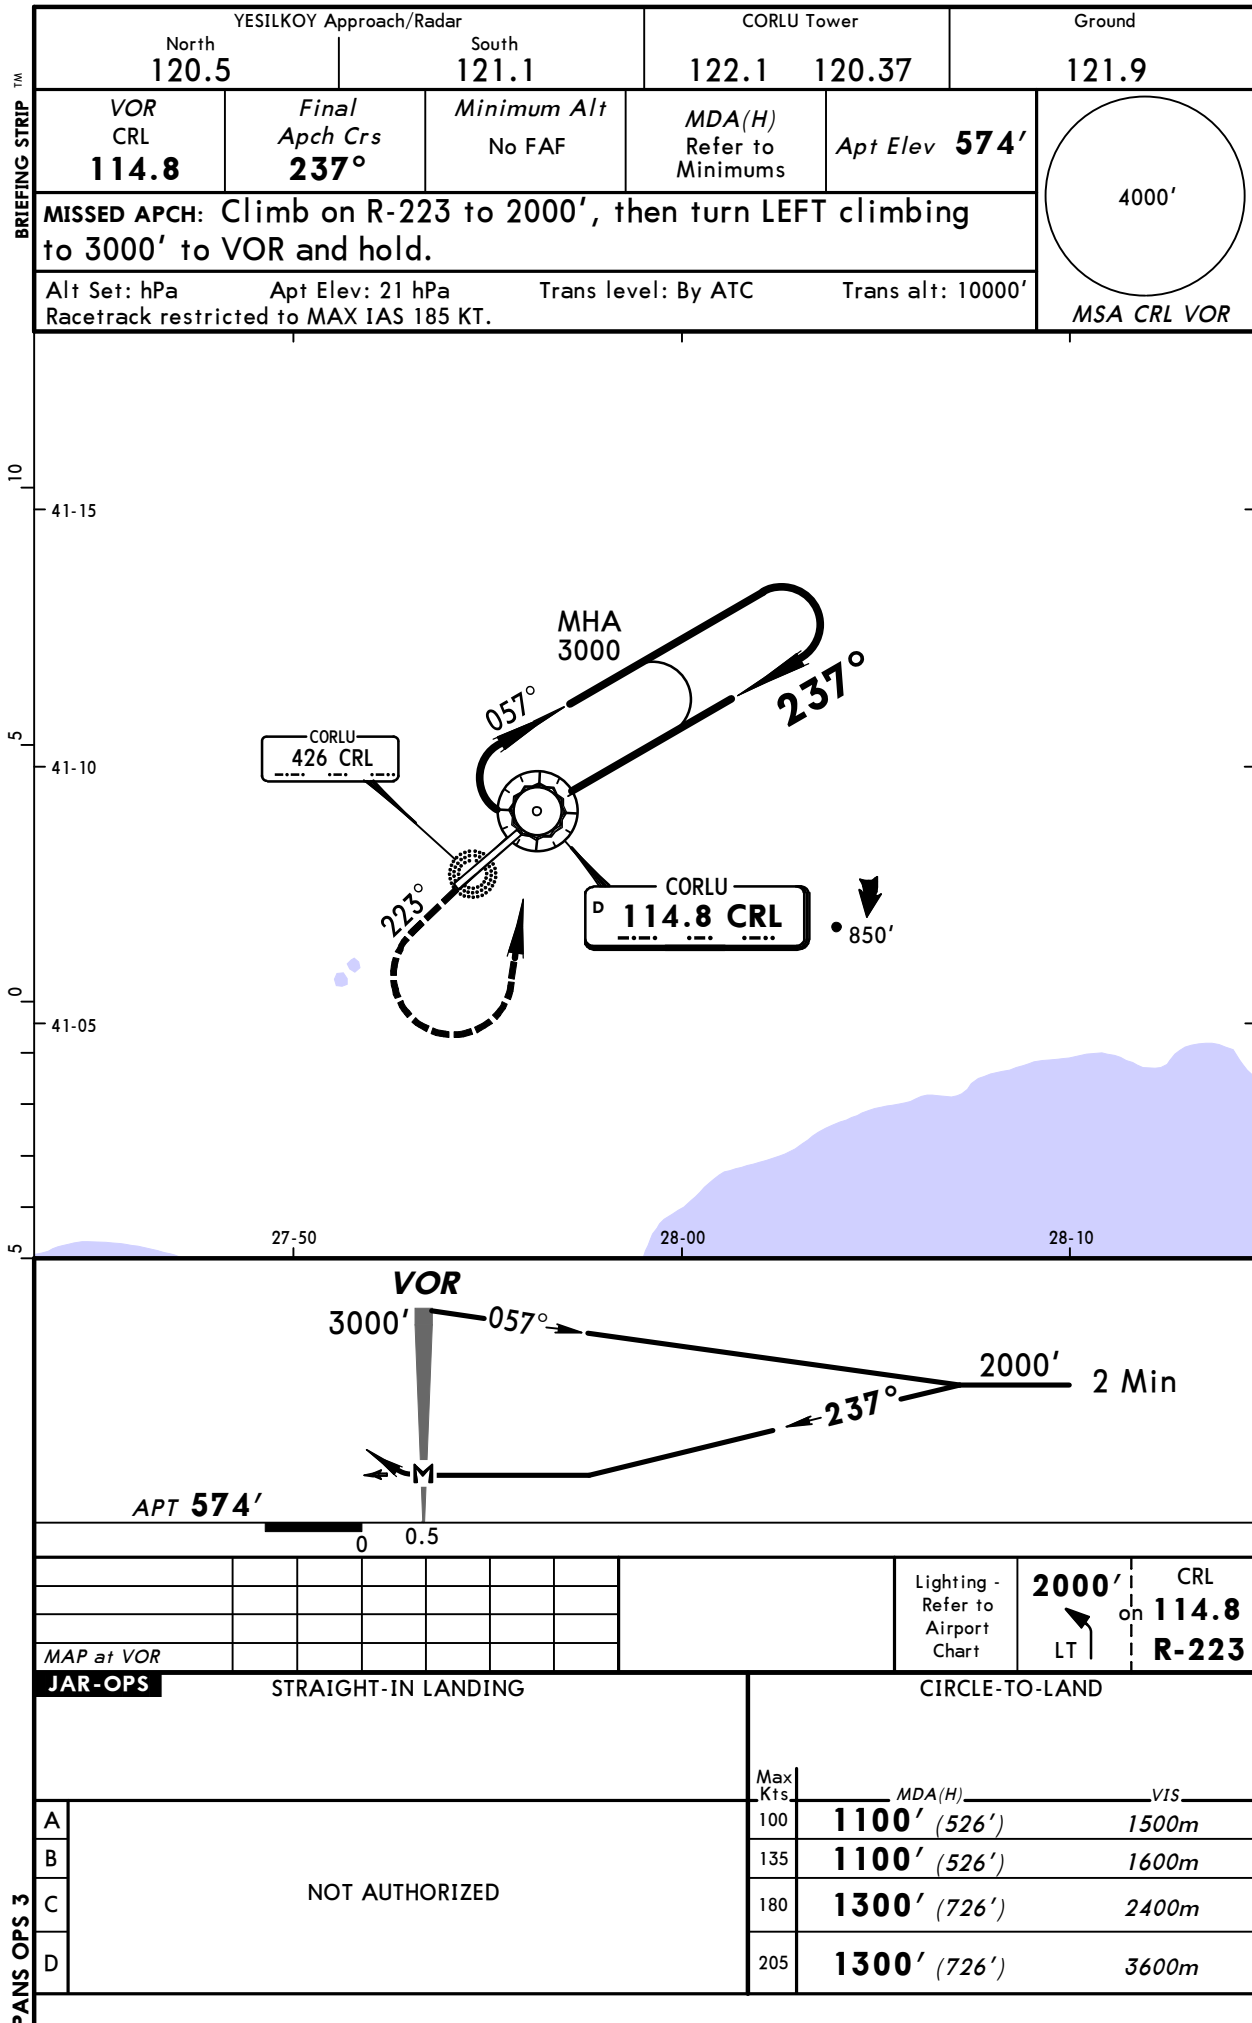 YESILKOY Approach/Radar
North
120.5
South
121.1
CORLU Tower
122.1 120.37
Ground
121.9
BRIEFING STRIP TM
VOR
CRL
114.8
Final
Apch Crs
237°
Minimum Alt
No FAF
MDA(H)
Refer to
Minimums
Apt Elev 574'
MISSED APCH: Climb on R-223 to 2000', then turn LEFT climbing
to 3000' to VOR and hold.
Alt Set: hPa Apt Elev: 21 hPa Trans level: By ATC Trans alt: 10000'
Racetrack restricted to MAX IAS 185 KT.
4000'
MSA CRL VOR
10
41-15
MHA
3000
057°
237°
5
41-10
CORLU
426 CRL
223°
CORLU
D 114.8 CRL
850'
0
41-05
5
27-50
28-00
28-10
VOR
3000'
057°
2000'
2 Min
237°
M
APT 574'
0
0.5
MAP at VOR
Lighting -
Refer to
Airport
Chart
2000'
LT
on
CRL
114.8
R-223
JAR-OPS
STRAIGHT-IN LANDING
CIRCLE-TO-LAND
Max
Kts
MDA(H)
VIS
A
100 1100' (526') 1500m
B
135 1100' (526') 1600m
NOT AUTHORIZED
C
180 1300' (726') 2400m
D
205 1300' (726') 3600m
PANS OPS 3